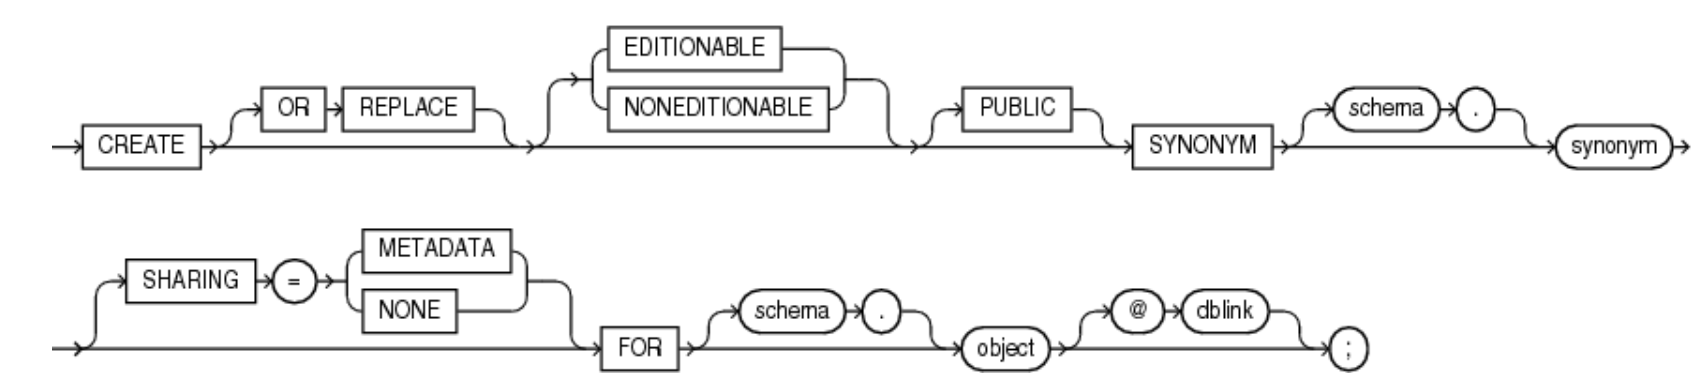 EDITIONABLE
OR REPLACE NONEDITIONABLE PUBLIC schema .
CREATE SYNONYM synonym
METADATA
SHARING =
NONE schema . @ dblink
FOR object ;